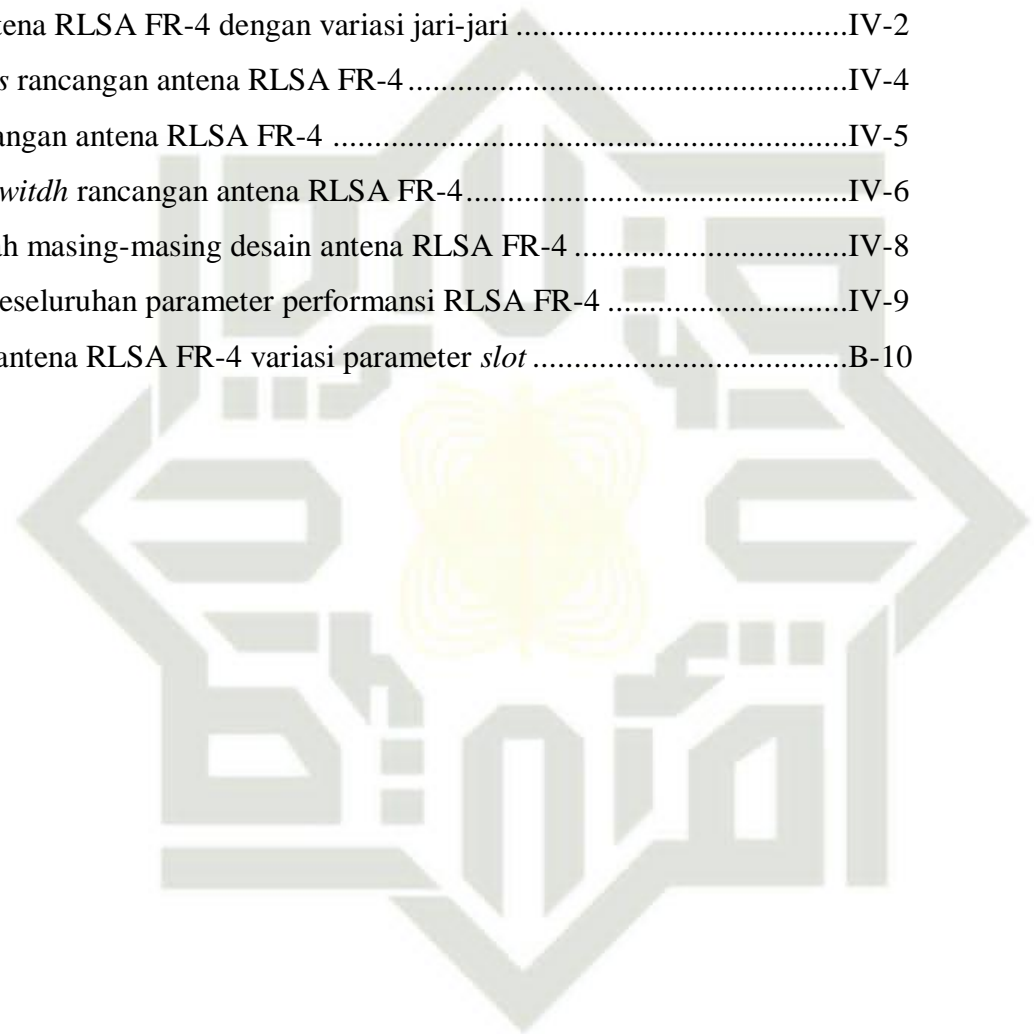 tena RLSA FR-4 dengan variasi jari-jari ....................................IV-2
s rancangan antena RLSA FR-4 ................................................IV-4
angan antena RLSA FR-4 ........................................................IV-5
witdh rancangan antena RLSA FR-4..........................................IV-6
ah masing-masing desain antena RLSA FR-4 ..............................IV-8
eseluruhan parameter performansi RLSA FR-4 ..........................IV-9
antena RLSA FR-4 variasi parameter slot ..................................B-10